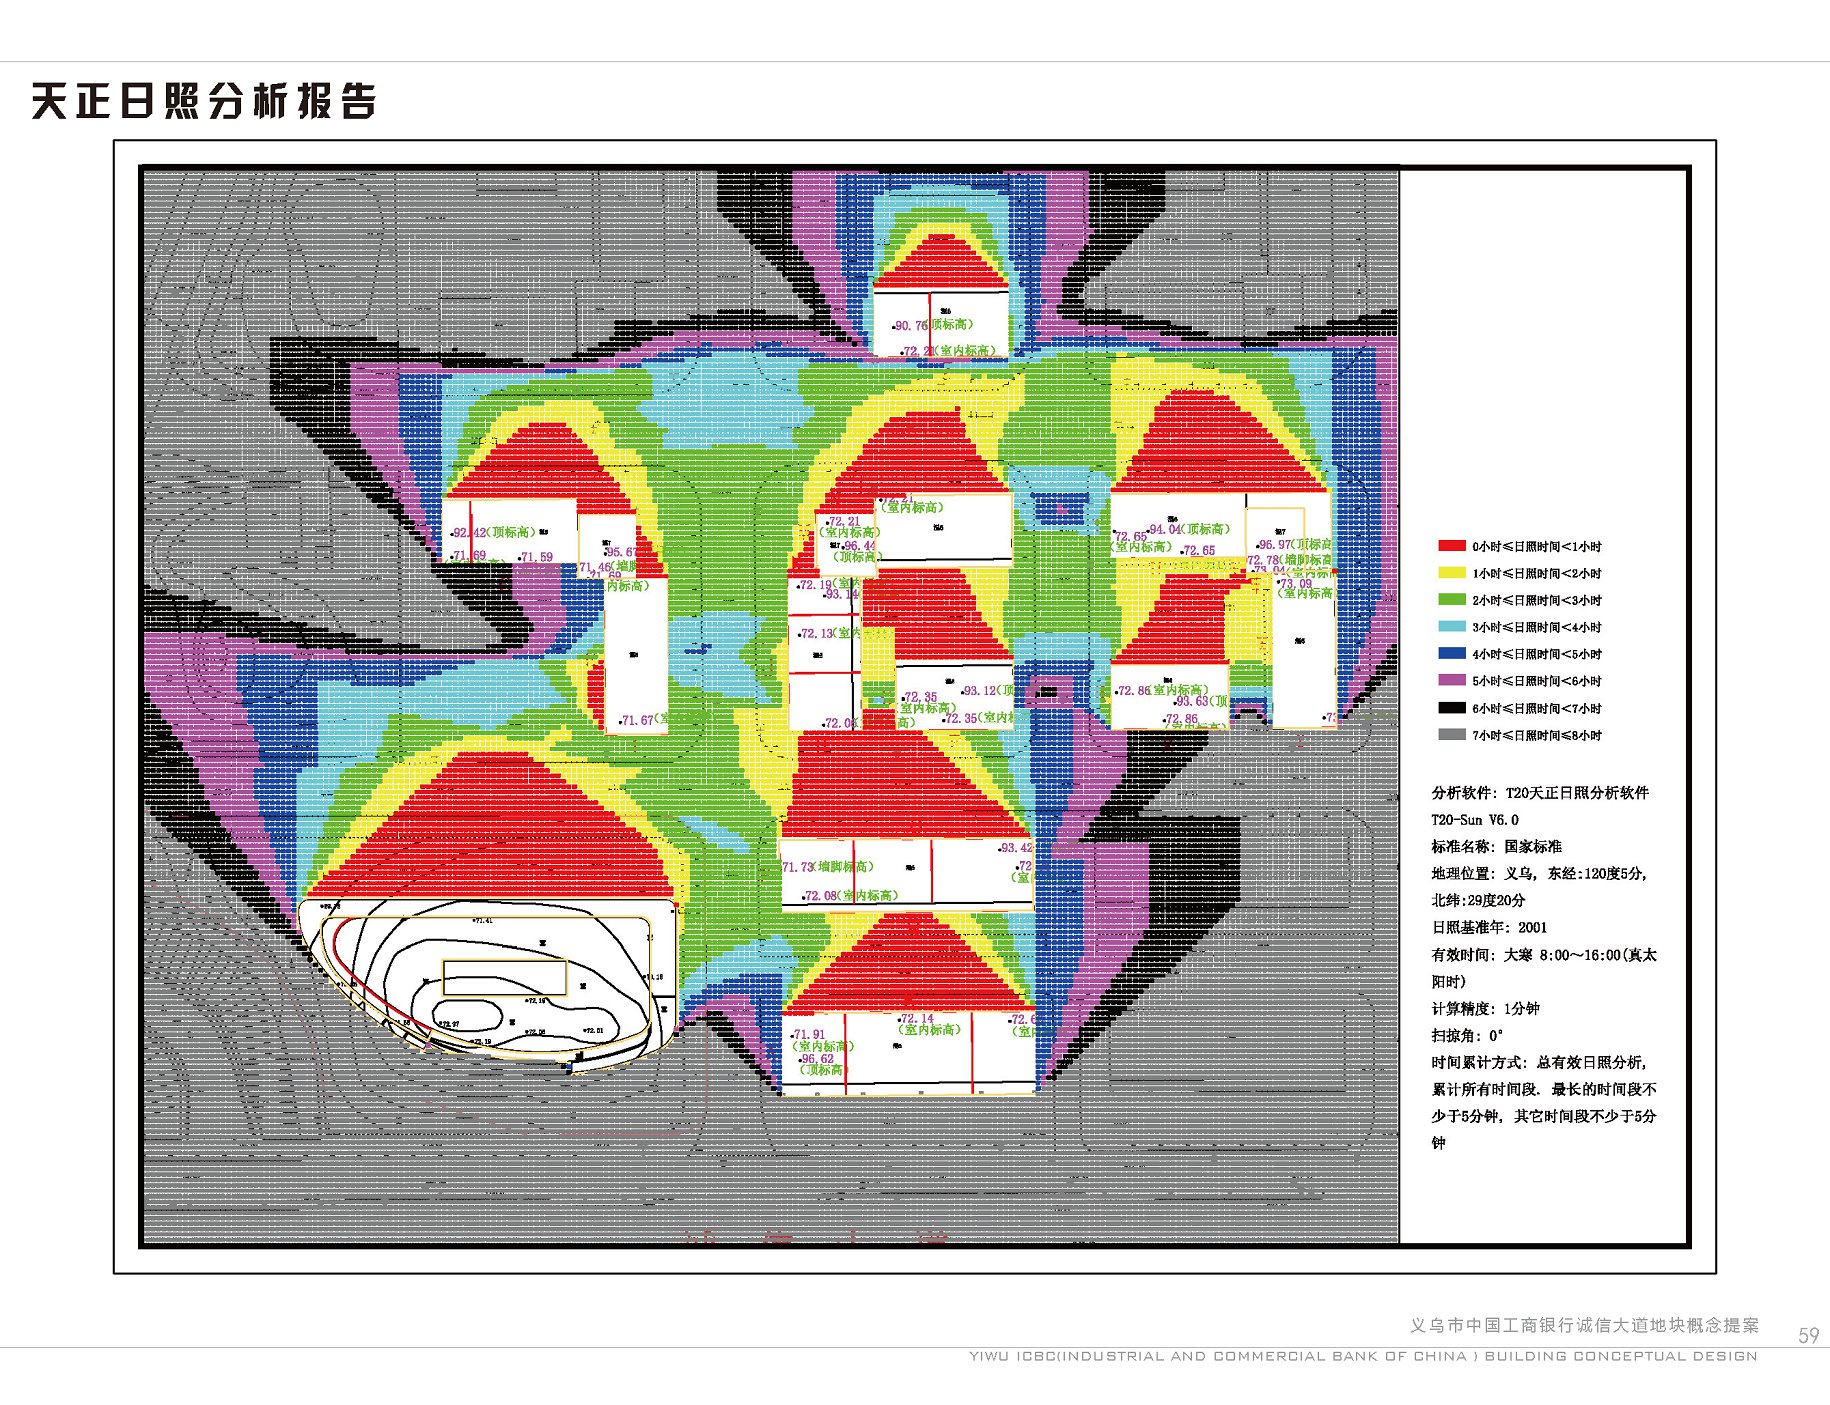 天正日照分析报告
90.76(顶标高)
72.21(室内标高)
92.42(顶标高)
71.69
71.59
95.67
71.46(墙脚
71.69
内标高)
71.67(室
72.21
(室内标高)
72.21
(室内标高)
96.44
(顶标高)
72.19(室内
93.14
72.13(室内
72.08
72.35
(室内标高)
93.12(顶
72.35(室内标
高)
72.65
(室内标高)
94.04(顶标高)
72.65
96.97(顶标高
72.78(墙脚标高
73.04(室内标
73.09
(室内标高
72.86(室内标高)
93.63(顶
72.86
(室内标高)
71.73(墙脚标高)
72.08(室内标高)
93.42
72
(室
71.91
(室内标高)
96.62
(顶标高)
72.14
(室内标高)
72.6
(室
71.41
72.19
72.97
72.06
72.01
0小时≤日照时间<1小时
1小时≤日照时间<2小时
2小时≤日照时间<3小时
3小时≤日照时间<4小时
4小时≤日照时间<5小时
5小时≤日照时间<6小时
6小时≤日照时间<7小时
7小时≤日照时间≤8小时
分析软件: T20天正日照分析软件
T20-Sun V6.0
标准名称: 国家标准
地理位置: 义乌, 东经:120度5分,
北纬:29度20分
日照基准年: 2001
有效时间: 大寒 8:00～16:00(真太
阳时)
计算精度: 1分钟
扫掠角: 0°
时间累计方式: 总有效日照分析,
累计所有时间段. 最长的时间段不
少于5分钟, 其它时间段不少于5分
钟
义乌市中国工商银行诚信大道地块概念提案
59
YIWU ICBC(INDUSTRIAL AND COMMERCIAL BANK OF CHINA ) BUILDING CONCEPTUAL DESIGN